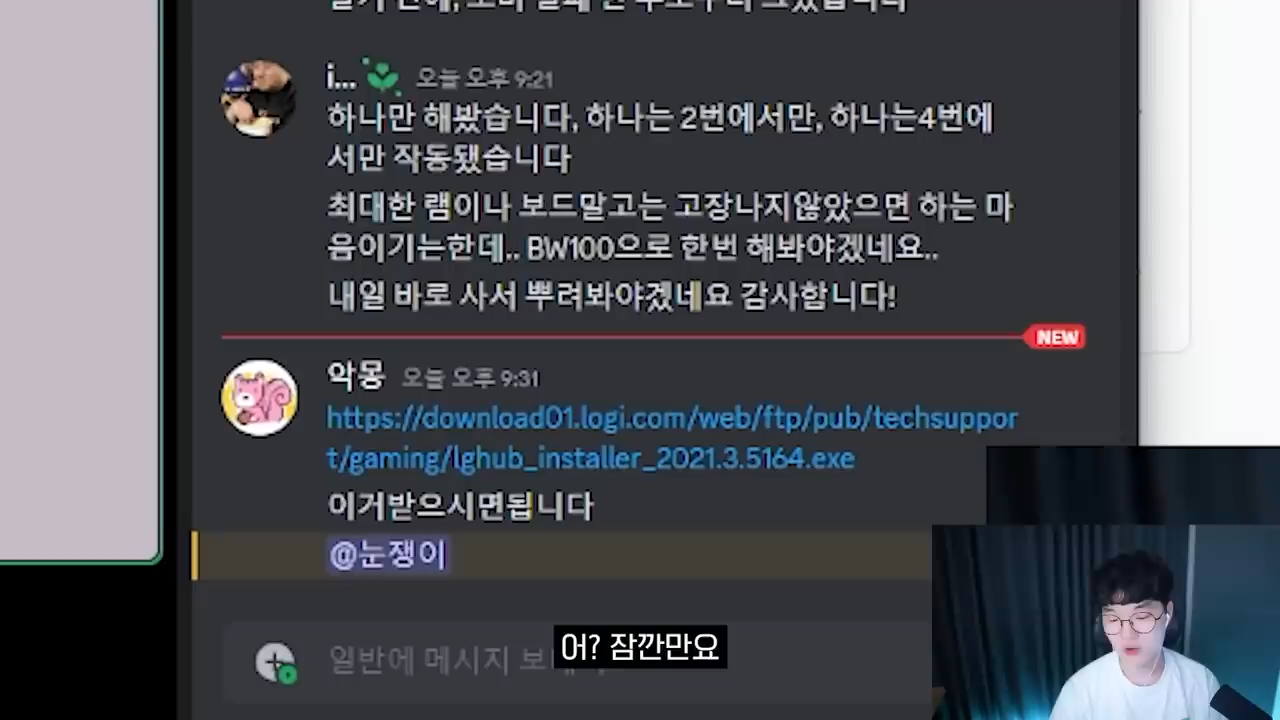 i... 오늘 오후 9:21
하나만 해봤습니다, 하나는 2번에서만, 하나는4번에
서만 작동됐습니다
최대한 램이나 보드말고는 고장나지않았으면 하는 마
음이기는한데.. BW100으로 한번 해봐야겠네요..
내일 바로 사서 뿌려봐야겠네요 감사합니다!
NEW
악몽 오늘 오후 9:31
https://download01.logi.com/web/ftp/pub/techsuppor
t/gaming/lghub_installer_2021.3.5164.exe
이거받으시면됩니다
@눈쟁이
일반에 메시지
어? 잠깐만요